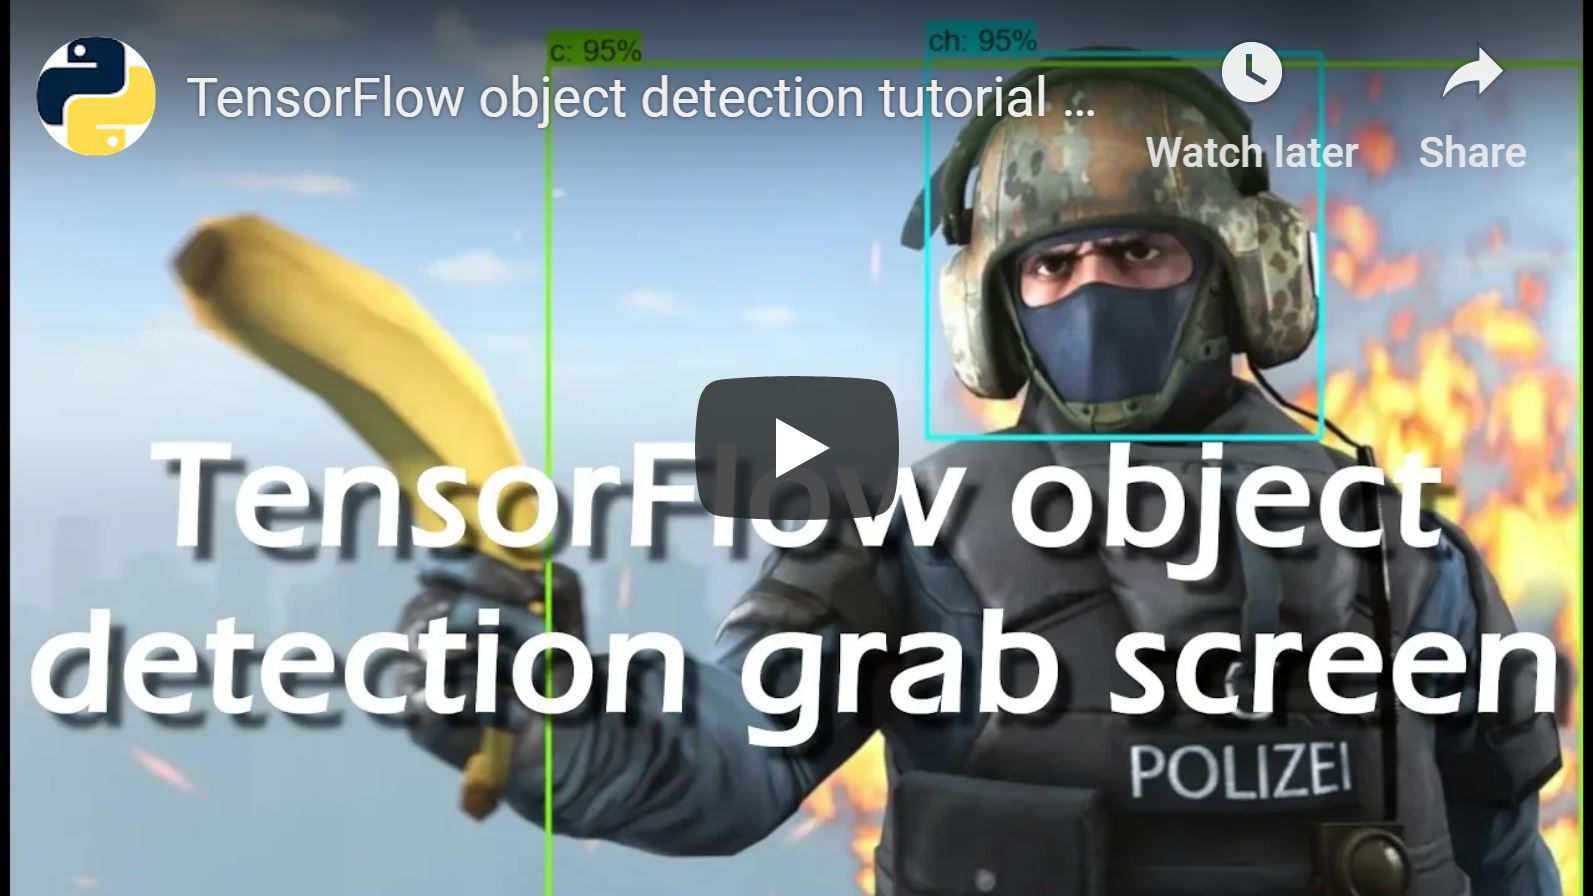 c: 95%
ch: 95%
TensorFlow object detection tutorial ...
Watch later
Share
TensorFlow object
detection grab screen
POLIZEI